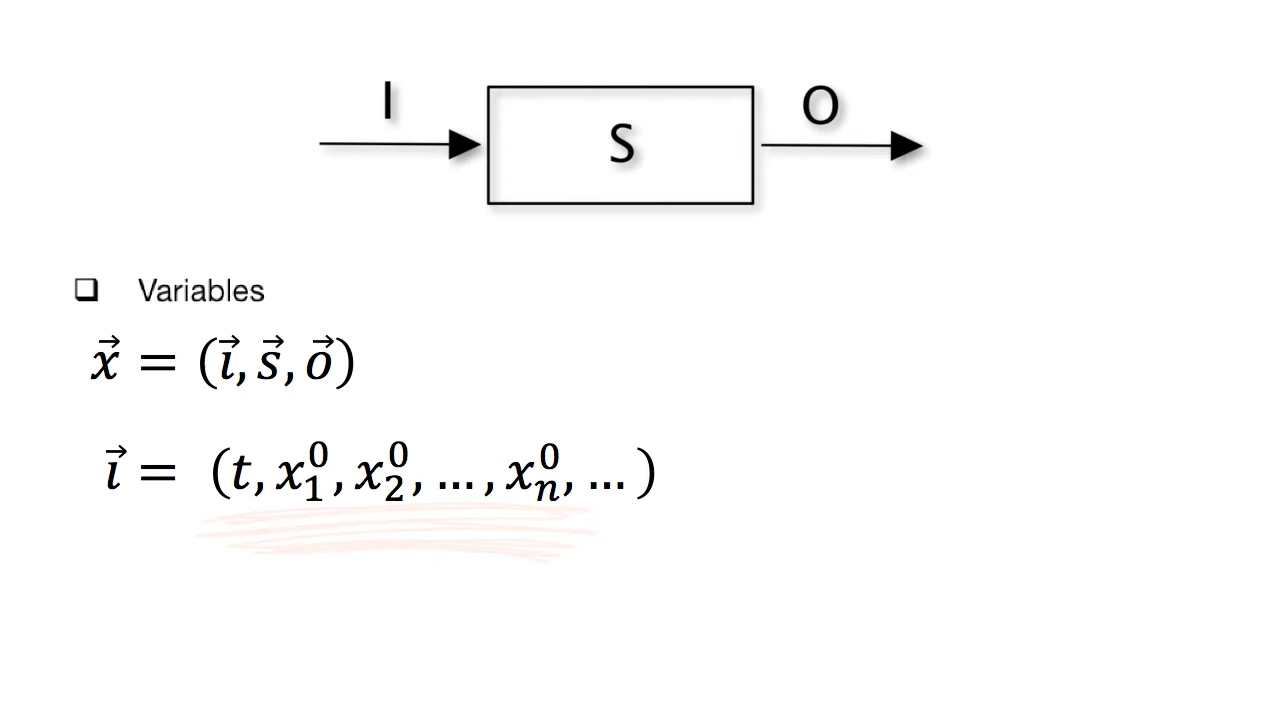 I
S
O
Variables
x⃗ = (ı⃗, s⃗, o⃗)
ı⃗ = (t, x₁⁰, x₂⁰, … , xₙ⁰, … )